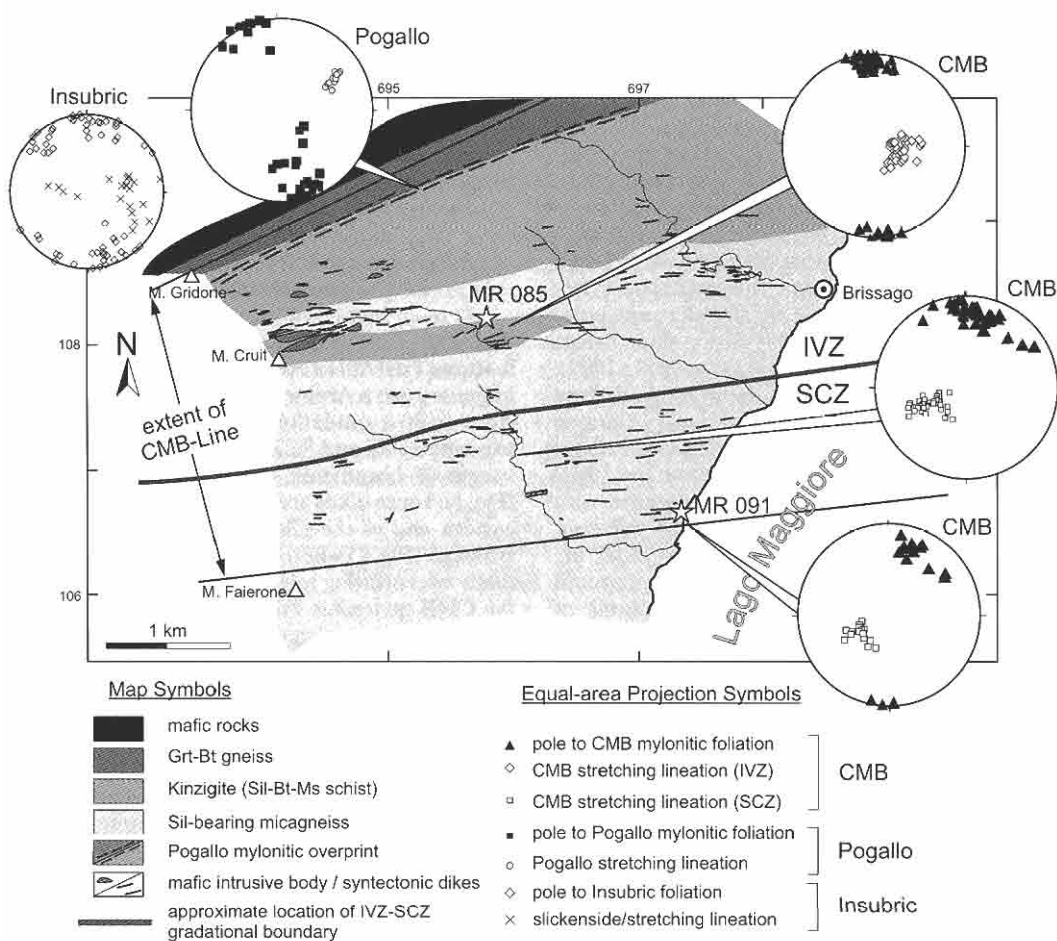 Pogallo
CMB
Insubric
695
697
M. Gridone
MR 085
Brissago
CMB
108
M. Cruit
N
IVZ
SCZ
extent of
CMB-Line
MR 091
CMB
Lago Maggiore
M. Faierone
106
1 km
Map Symbols
mafic rocks
Grt-Bt gneiss
Kinzigite (Sil-Bt-Ms schist)
Sil-bearing micagneiss
Pogallo mylonitic overprint
mafic intrusive body / syntectonic dikes
approximate location of IVZ-SCZ
gradational boundary
Equal-area Projection Symbols
pole to CMB mylonitic foliation
CMB stretching lineation (IVZ)
CMB stretching lineation (SCZ)
CMB
pole to Pogallo mylonitic foliation
Pogallo stretching lineation
Pogallo
pole to Insubric foliation
slickenside/stretching lineation
Insubric